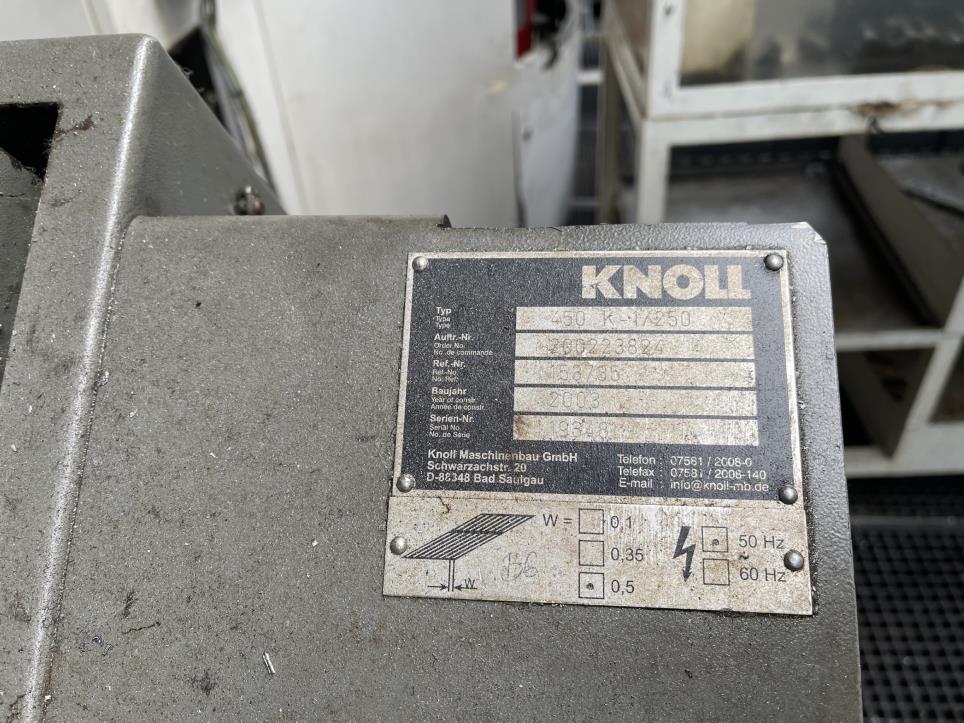 KNOLL
Typ
Type
Type
450 K-1/250
Auftr.-Nr.
Order No.
No. de commande
200223824
Ref.-Nr.
Ref.-No.
No. Ref.
Baujahr
Year of constr.
Année de constr.
2003
Serien-Nr.
Serial No.
No. de Série
Knoll Maschinenbau GmbH
Schwarzachstr. 20
D-88348 Bad Saulgau
Telefon : 07581 / 2008-0
Telefax : 07581 / 2008-140
E-mail : info@knoll-mb.de
W = 0,1
0,35
0,5
W
50 Hz
~
60 Hz